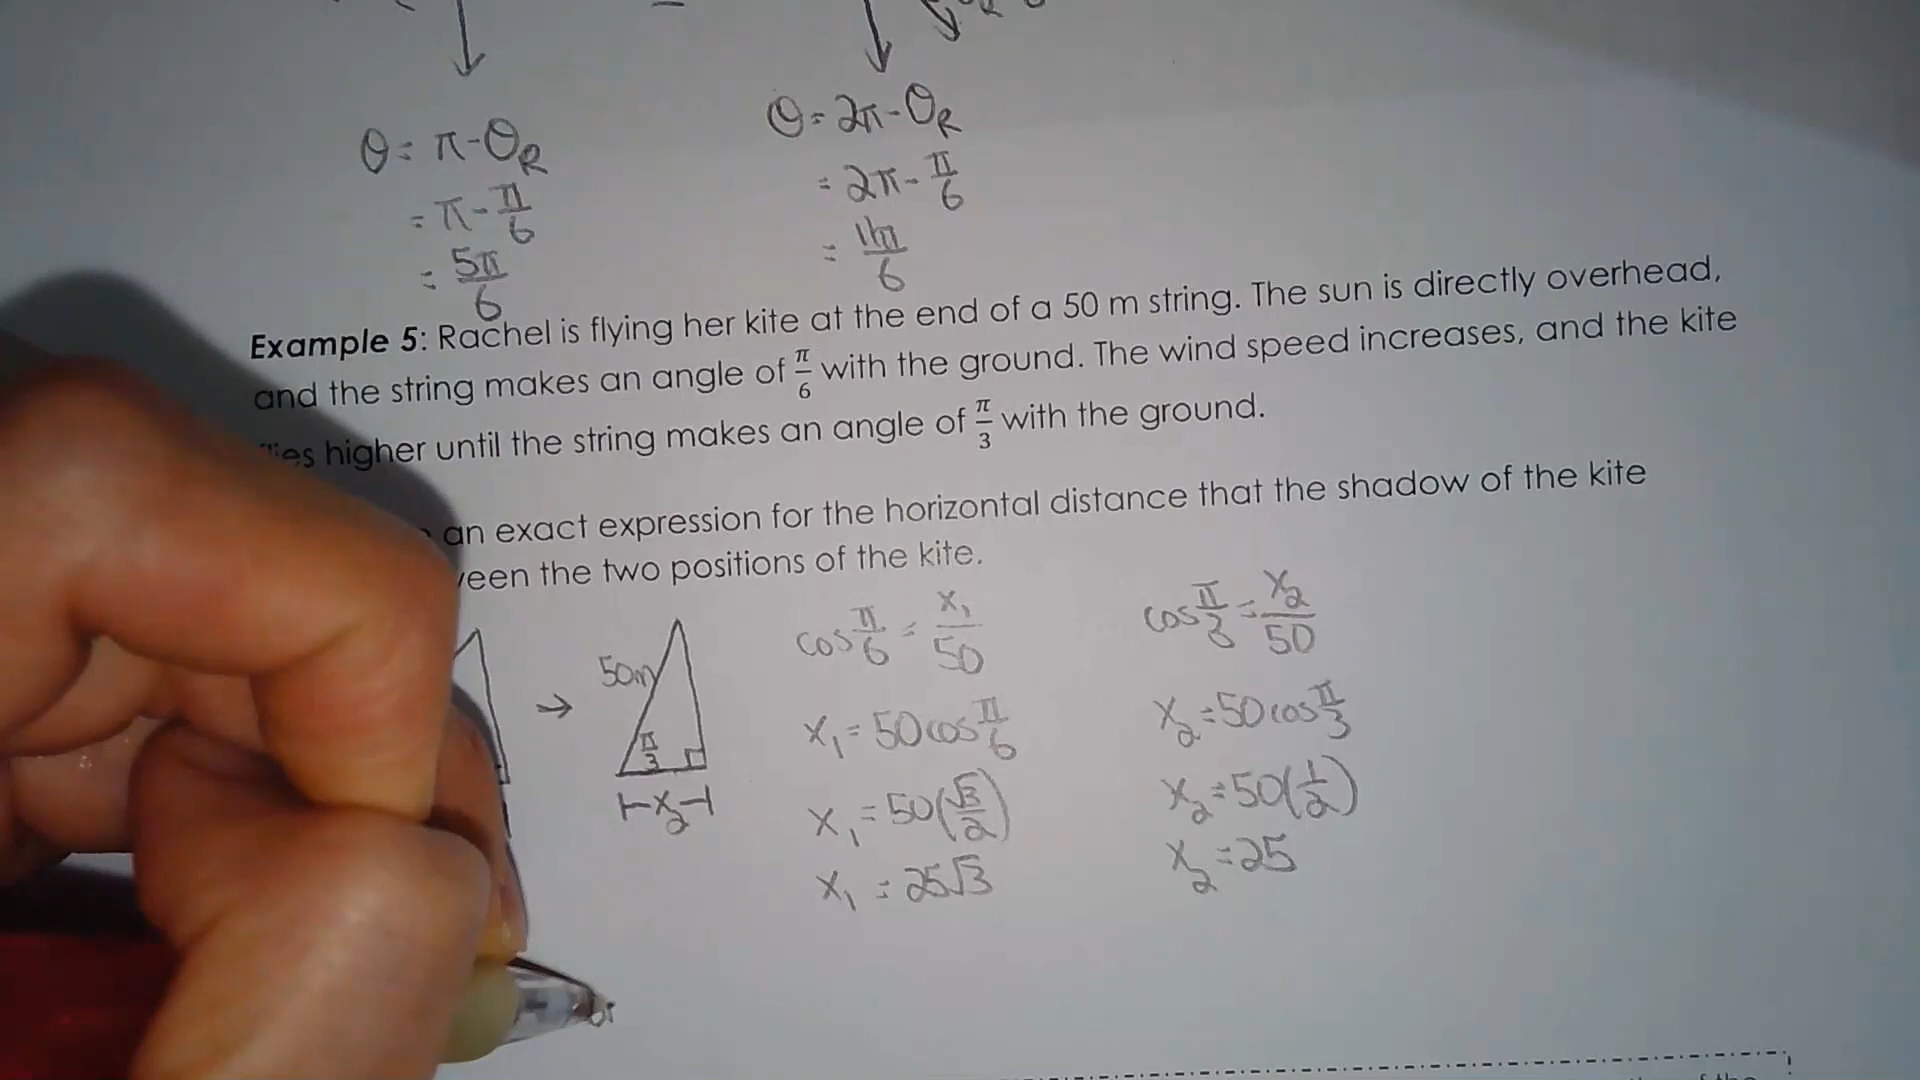 θ = π - θR
= π - π/6
= 5π/6
θ = 2π - θR
= 2π - π/6
= 11π/6
Example 5: Rachel is flying her kite at the end of a 50 m string. The sun is directly overhead,
and the string makes an angle of π/6 with the ground. The wind speed increases, and the kite
higher until the string makes an angle of π/3 with the ground.
an exact expression for the horizontal distance that the shadow of the kite
the two positions of the kite.
50m
π/3
x₂
→
cos π/6 = x₁/50
x₁ = 50 cos π/6
x₁ = 50(√3/2)
x₁ = 25√3
cos π/3 = x₂/50
x₂ = 50 cos π/3
x₂ = 50(1/2)
x₂ = 25